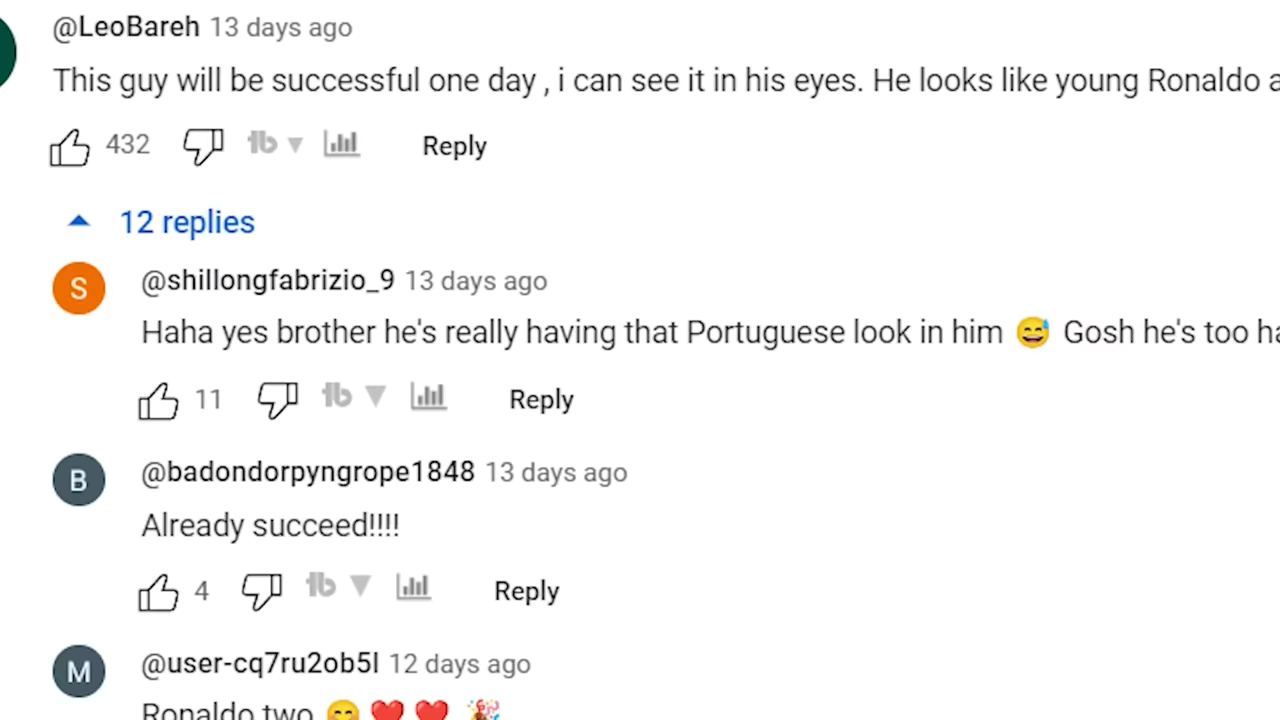 @LeoBareh 13 days ago
This guy will be successful one day , i can see it in his eyes. He looks like young Ronaldo
432 Reply
12 replies
S @shillongfabrizio_9 13 days ago
Haha yes brother he's really having that Portuguese look in him 😅 Gosh he's too
11 Reply
B @badondorpyngrope1848 13 days ago
Already succeed!!!!
4 Reply
M @user-cq7ru2ob5l 12 days ago
Ronaldo two 😊❤️❤️ 🎉